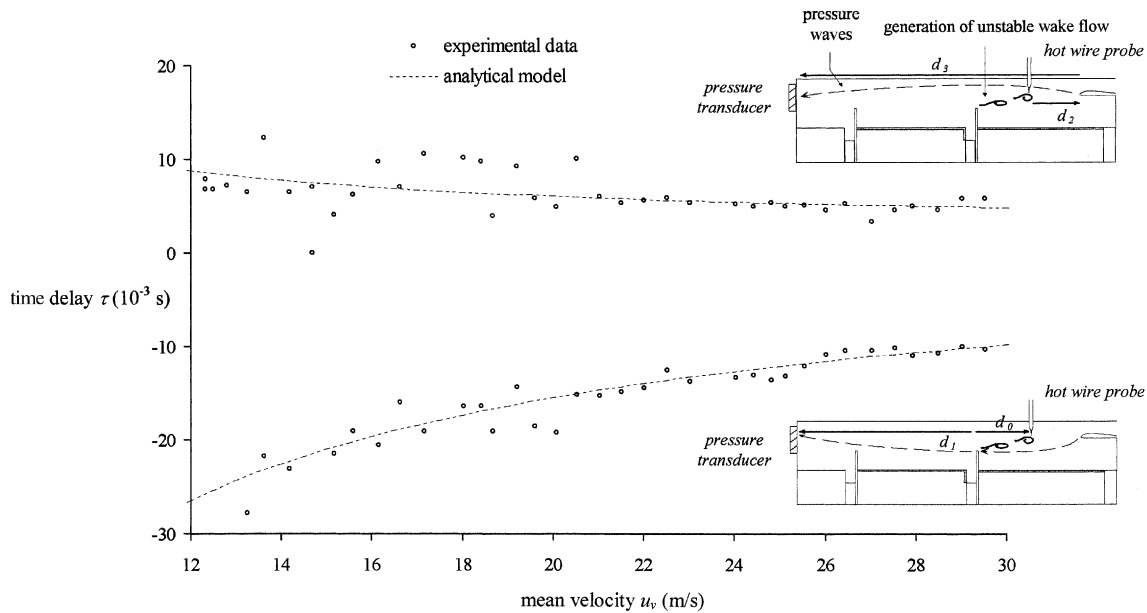 pressure
waves
generation of unstable wake flow
hot wire probe
d3
pressure
transducer
d2
experimental data
analytical model
20
10
0
-10
-20
-30
time delay τ (10-3 s)
hot wire probe
d0
d1
pressure
transducer
12 14 16 18 20 22 24 26 28 30
mean velocity uv (m/s)